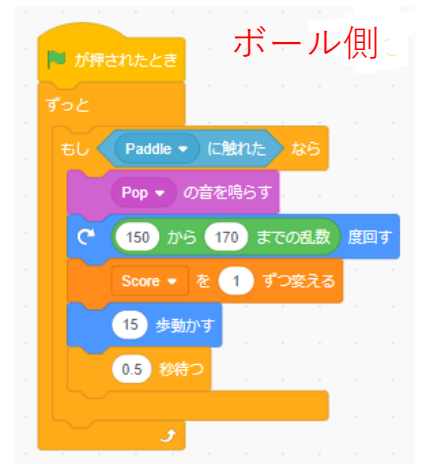 ボール側
が押されたとき
ずっと
もし Paddle に触れた なら
Pop の音を鳴らす
150 から 170 までの乱数 度回す
Score を 1 ずつ変える
15 歩動かす
0.5 秒待つ